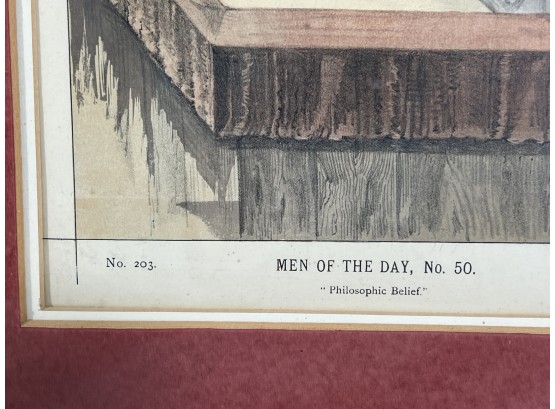 No. 203.
MEN OF THE DAY, No. 50.
"Philosophic Belief."